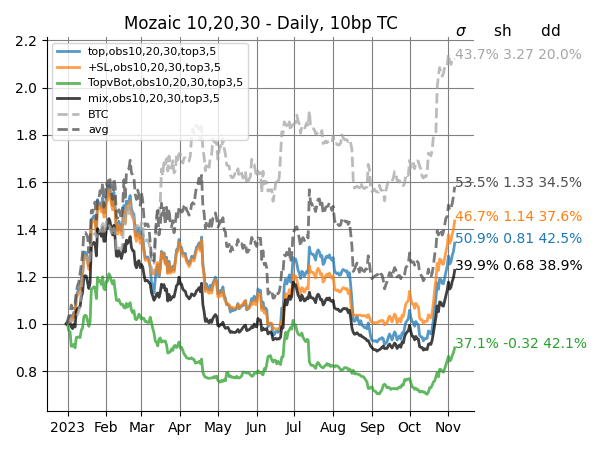 Mozaic 10,20,30 - Daily, 10bp TC
σ sh dd
2.2
2.0
1.8
1.6
1.4
1.2
1.0
0.8
top,obs10,20,30,top3,5
+SL,obs10,20,30,top3,5
TopvBot,obs10,20,30,top3,5
mix,obs10,20,30,top3,5
BTC
avg
43.7% 3.27 20.0%
53.5% 1.33 34.5%
46.7% 1.14 37.6%
50.9% 0.81 42.5%
39.9% 0.68 38.9%
37.1% -0.32 42.1%
2023 Feb Mar Apr May Jun Jul Aug Sep Oct Nov